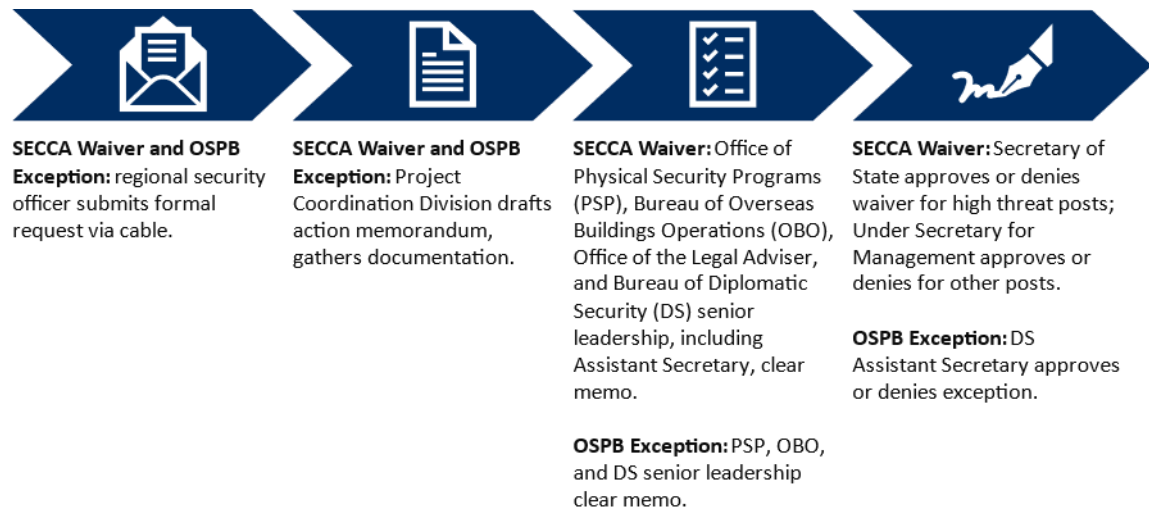 SECCA Waiver and OSPB
Exception: regional security
officer submits formal
request via cable.
SECCA Waiver and OSPB
Exception: Project
Coordination Division drafts
action memorandum,
gathers documentation.
SECCA Waiver: Office of
Physical Security Programs
(PSP), Bureau of Overseas
Buildings Operations (OBO),
Office of the Legal Adviser,
and Bureau of Diplomatic
Security (DS) senior
leadership, including
Assistant Secretary, clear
memo.
OSPB Exception: PSP, OBO,
and DS senior leadership
clear memo.
SECCA Waiver: Secretary of
State approves or denies
waiver for high threat posts;
Under Secretary for
Management approves or
denies for other posts.
OSPB Exception: DS
Assistant Secretary approves
or denies exception.